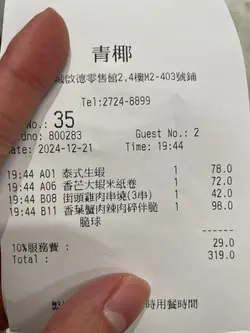 青椰
啟德零售館2,4樓M2-403號鋪
Tel:2724-8899
No.: 35
dno: 800283 Guest No.: 2
Date: 2024-12-21 Time: 19:44
19:44 A01 泰式生蝦 1 78.0
19:44 A06 香芒大蝦米紙卷 1 72.0
19:44 B08 街頭雞肉串燒(3串) 1 42.0
19:44 B11 香葉蟹肉辣肉碎伴脆 1 98.0
脆球
10%服務費 : 29.0
Total : 319.0
時用餐時間